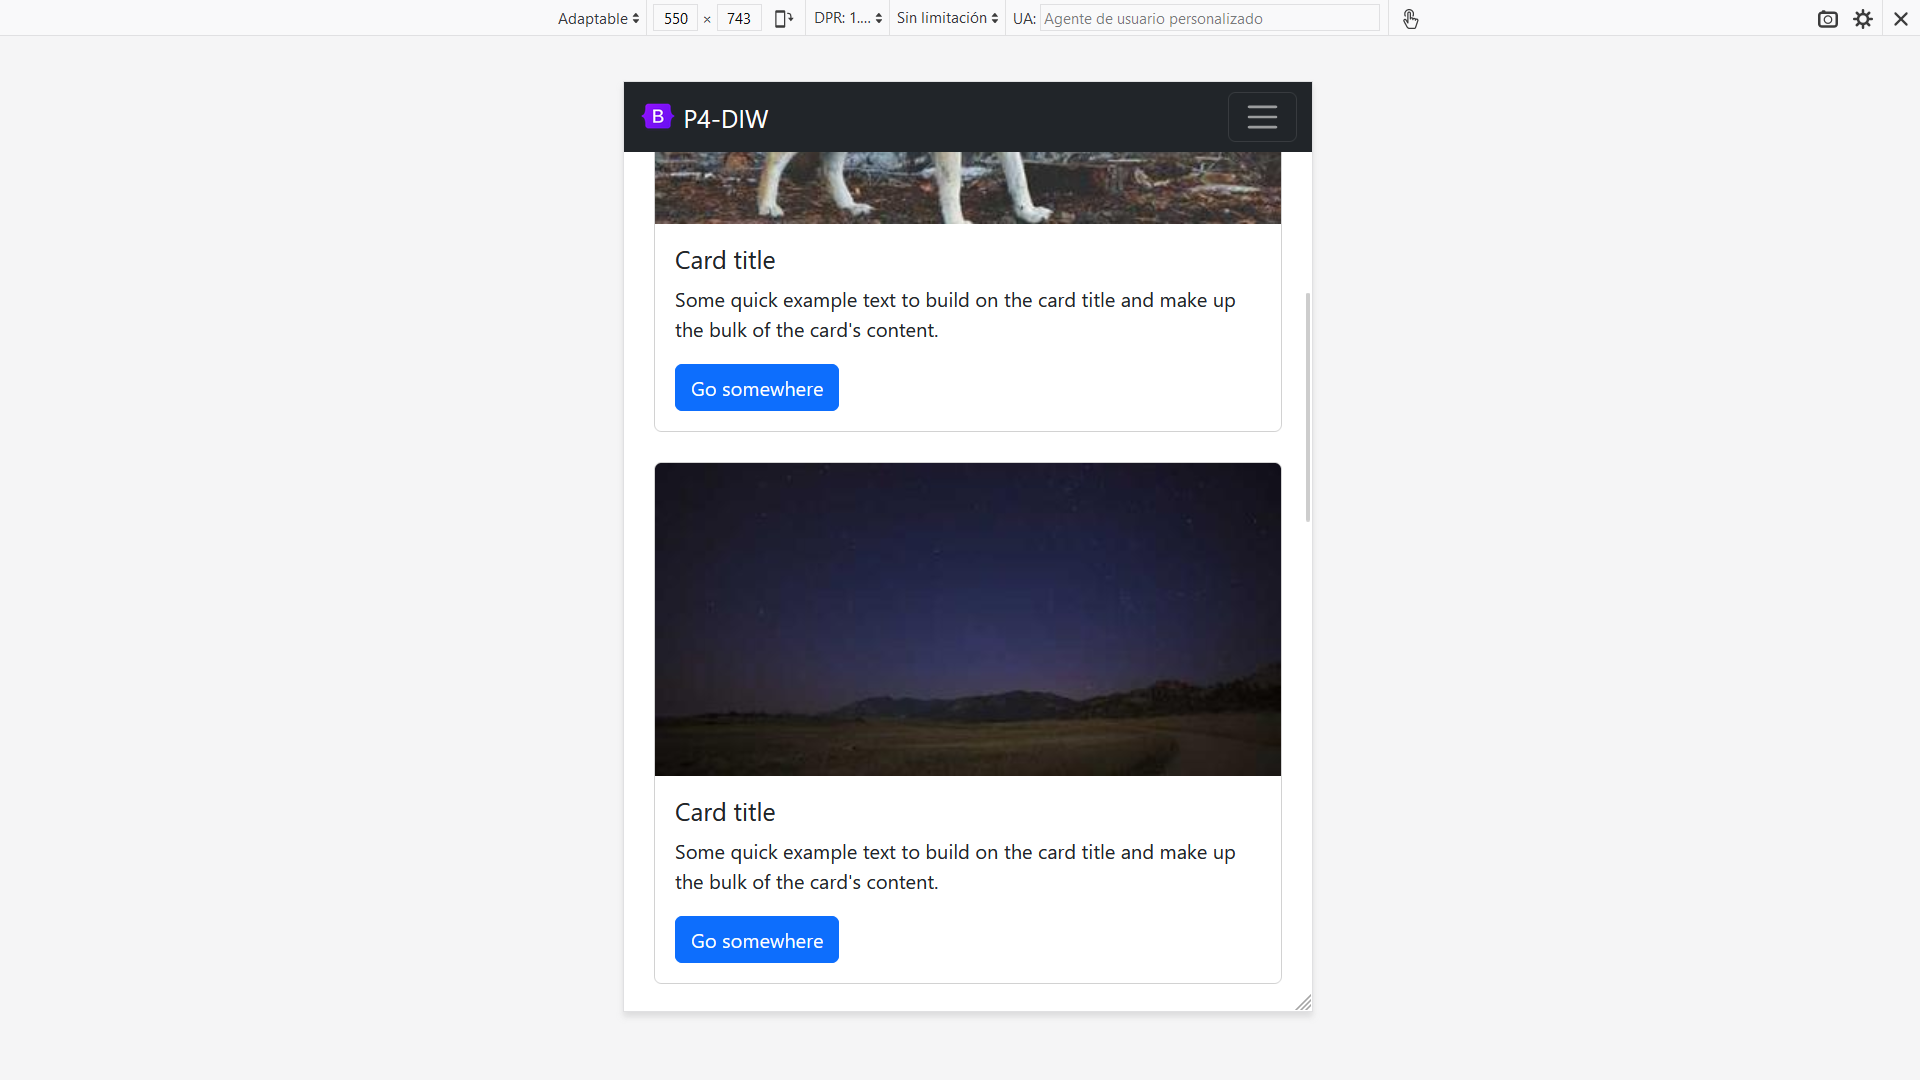 Adaptable 550 × 743 DPR: 1.... Sin limitación UA: Agente de usuario personalizado
B P4-DIW
Card title
Some quick example text to build on the card title and make up
the bulk of the card's content.
Go somewhere
Card title
Some quick example text to build on the card title and make up
the bulk of the card's content.
Go somewhere